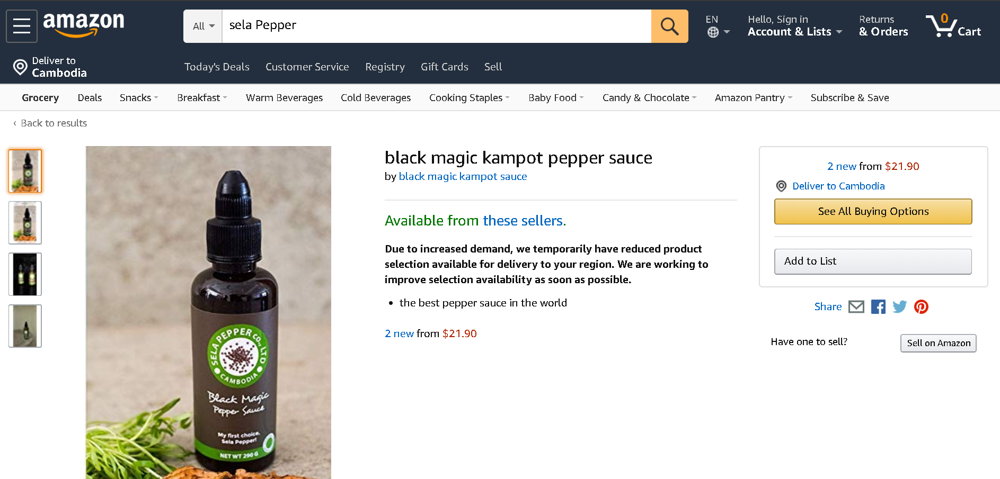 amazon
All
sela Pepper
EN
Hello, Sign in
Account & Lists
Returns
& Orders
0
Cart
Deliver to
Cambodia
Today's Deals
Customer Service
Registry
Gift Cards
Sell
Grocery
Deals
Snacks
Breakfast
Warm Beverages
Cold Beverages
Cooking Staples
Baby Food
Candy & Chocolate
Amazon Pantry
Subscribe & Save
‹ Back to results
SELA PEPPER Co., LTD
CAMBODIA
Black Magic
Pepper Sauce
My first choice,
Sela Pepper!
NET WT 290 G
black magic kampot pepper sauce
by black magic kampot sauce
Available from these sellers.
Due to increased demand, we temporarily have reduced product
selection available for delivery to your region. We are working to
improve selection availability as soon as possible.
• the best pepper sauce in the world
2 new from $21.90
2 new from $21.90
Deliver to Cambodia
See All Buying Options
Add to List
Share
Have one to sell?
Sell on Amazon